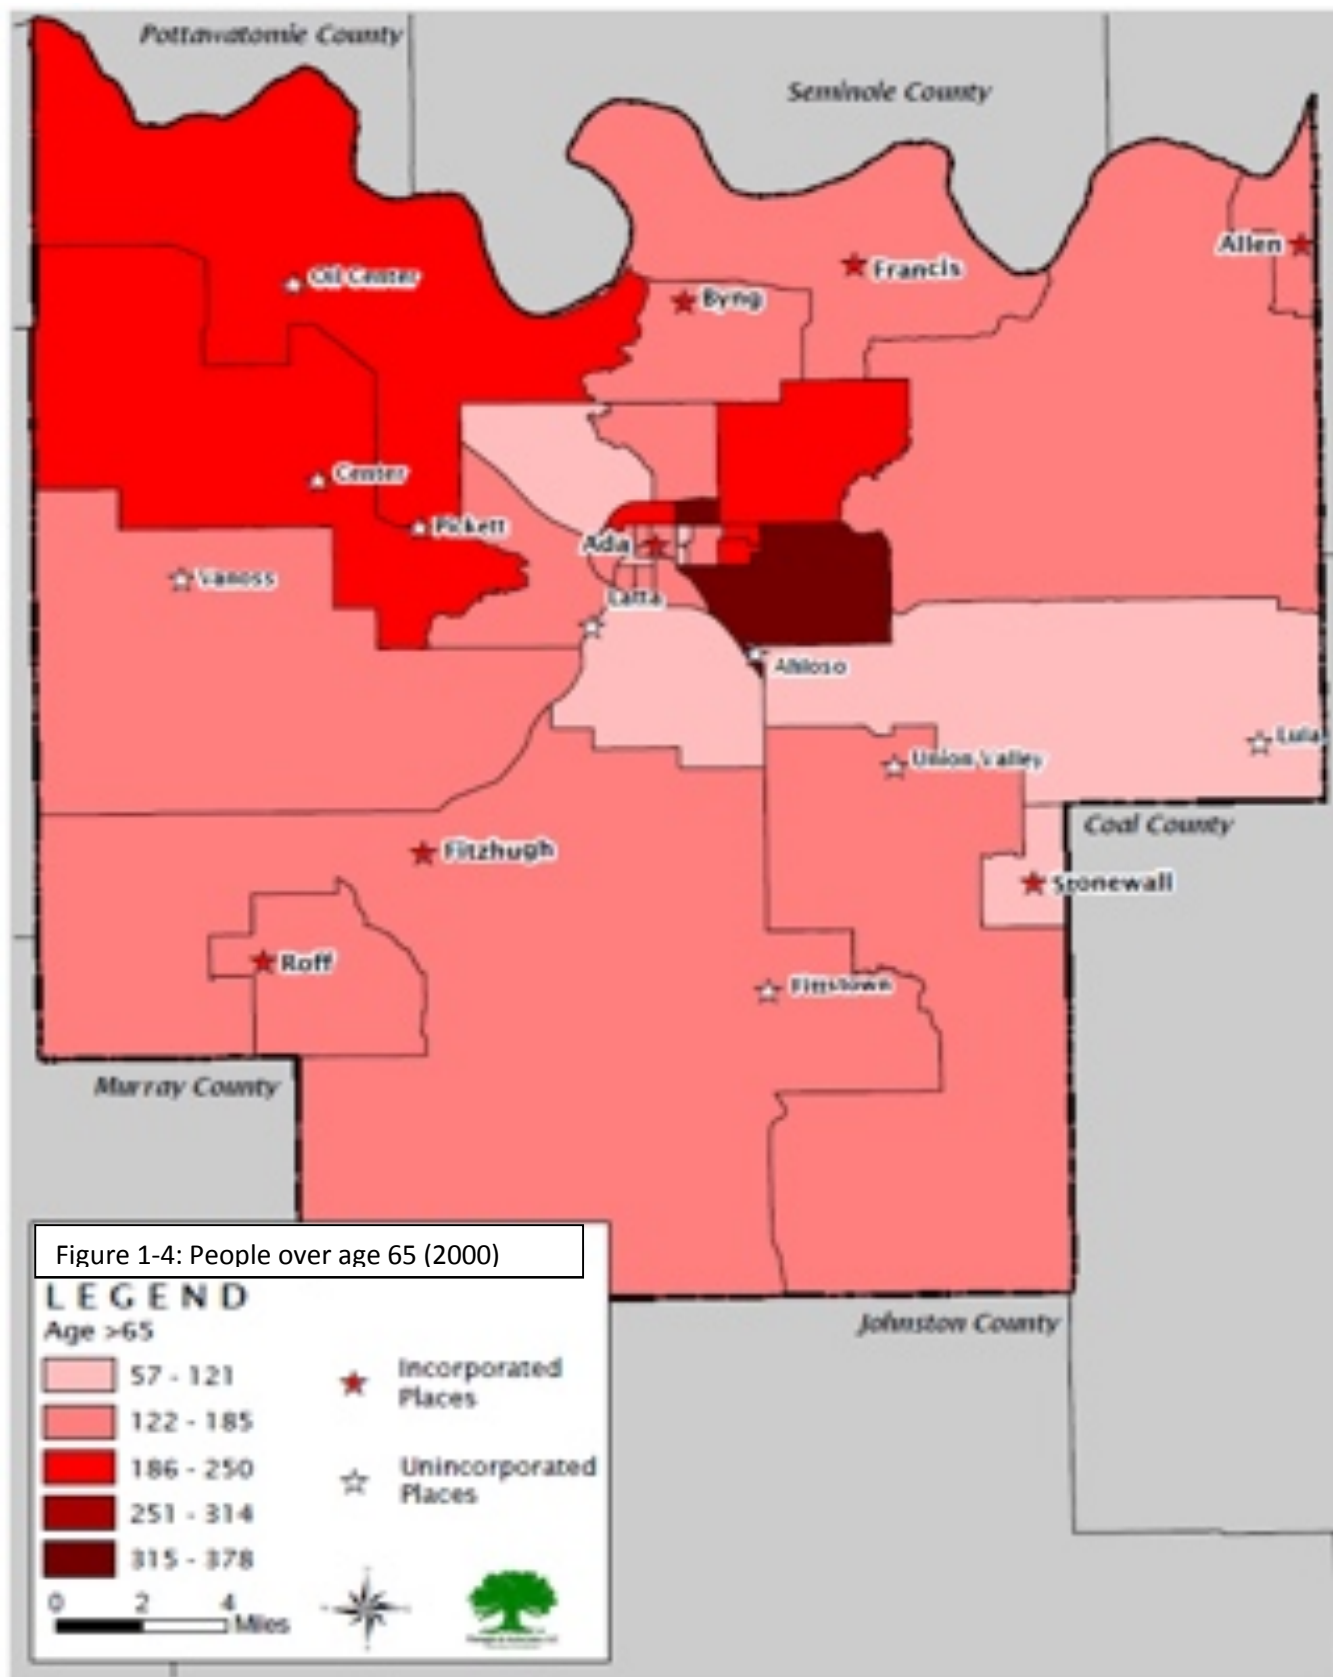 Pottawatomie County
Seminole County
Allen
Francis
Oil Center
Byng
Center
Pickett
Ada
Vanoss
Latta
Ahloso
Lula
Union Valley
Coal County
Fitzhugh
Stonewall
Roff
Fittstown
Murray County
Figure 1-4: People over age 65 (2000)
LEGEND
Age >65
57 - 121
122 - 185
186 - 250
251 - 314
315 - 378
Incorporated
Places
Unincorporated
Places
0 2 4
Miles
Johnston County